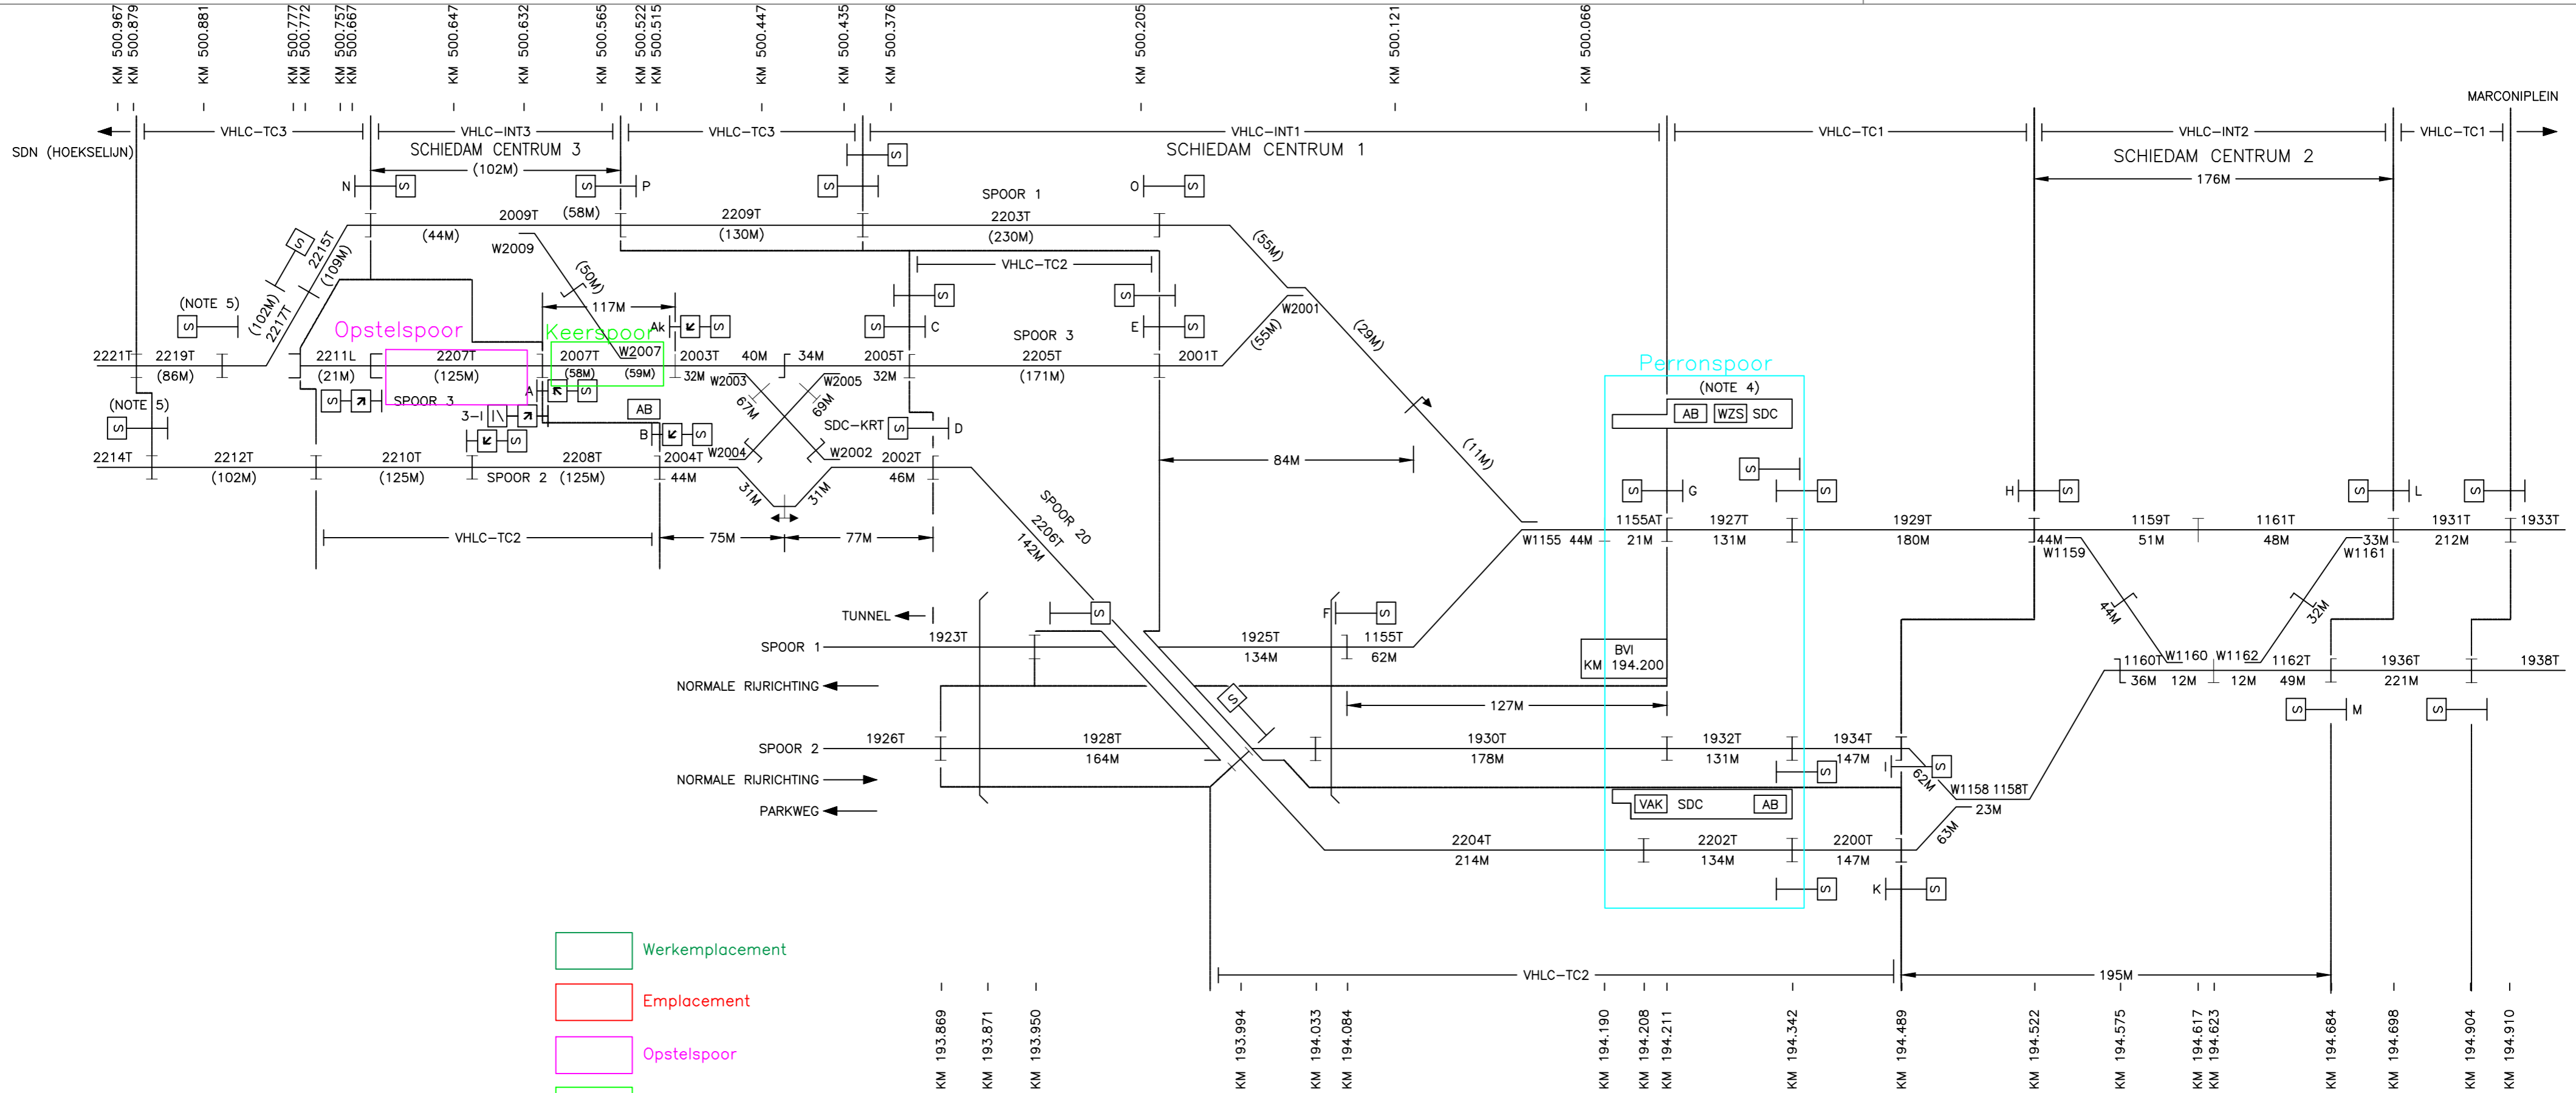 KM 500.967
KM 500.879
KM 500.881
KM 500.777
KM 500.772
KM 500.757
KM 500.667
KM 500.647
KM 500.632
KM 500.565
KM 500.522
KM 500.515
KM 500.447
KM 500.435
KM 500.376
KM 500.205
KM 500.121
KM 500.066
MARCONIPLEIN
VHLC-TC3
VHLC-INT3
VHLC-TC3
VHLC-INT1
VHLC-TC1
VHLC-INT2
VHLC-TC1
SDN (HOEKSELIJN)
SCHIEDAM CENTRUM 3
SCHIEDAM CENTRUM 1
SCHIEDAM CENTRUM 2
(102M)
S
176M
N
S
S
P
S
O
S
SPOOR 1
2009T
(58M)
2209T
2203T
(44M)
(130M)
(230M)
S
2215T
(109M)
W2009
(55M)
(50M)
VHLC-TC2
(102M)
2217T
(NOTE 5)
S
S
S
117M
W2001
Opstelspoor
Keerspoor
Ak
S
S
C
E
S
SPOOR 3
(55M)
(29M)
2221T
2219T
2211L
2207T
2007T
W2007
2003T
40M
34M
2005T
2205T
2001T
(86M)
(21M)
(125M)
(58M)
(59M)
32M
W2003
W2005
32M
(171M)
Perronspoor
(NOTE 4)
AB
WZS
SDC
(NOTE 5)
S
S
SPOOR 3
A
S
3-I
AB
67M
69M
SDC-KRT
S
D
S
B
S
W2004
W2002
2214T
2212T
2210T
2208T
2004T
2002T
(102M)
(125M)
SPOOR 2
(125M)
44M
46M
31M
31M
84M
(11M)
S
S
G
S
H
S
S
L
S
SPOOR 20
2206T
142M
VHLC-TC2
75M
77M
W1155
44M
1155AT
21M
1927T
131M
1929T
180M
44M
W1159
1159T
51M
1161T
48M
33M
W1161
1931T
212M
1933T
TUNNEL
S
F
S
44M
32M
1923T
SPOOR 1
1925T
134M
1155T
62M
BVI
KM 194.200
1160T
W1160
W1162
1162T
1936T
1938T
36M
12M
12M
49M
221M
NORMALE RIJRICHTING
S
127M
S
M
S
1926T
SPOOR 2
1928T
164M
1930T
178M
1932T
131M
1934T
147M
NORMALE RIJRICHTING
S
I
S
62M
W1158
1158T
PARKWEG
VAK
SDC
AB
23M
63M
2204T
214M
2202T
134M
2200T
147M
S
K
S
Werkemplacement
VHLC-TC2
195M
Emplacement
Opstelspoor
KM 193.869
KM 193.871
KM 193.950
KM 193.994
KM 194.033
KM 194.084
KM 194.190
KM 194.208
KM 194.211
KM 194.342
KM 194.489
KM 194.522
KM 194.575
KM 194.617
KM 194.623
KM 194.684
KM 194.698
KM 194.904
KM 194.910